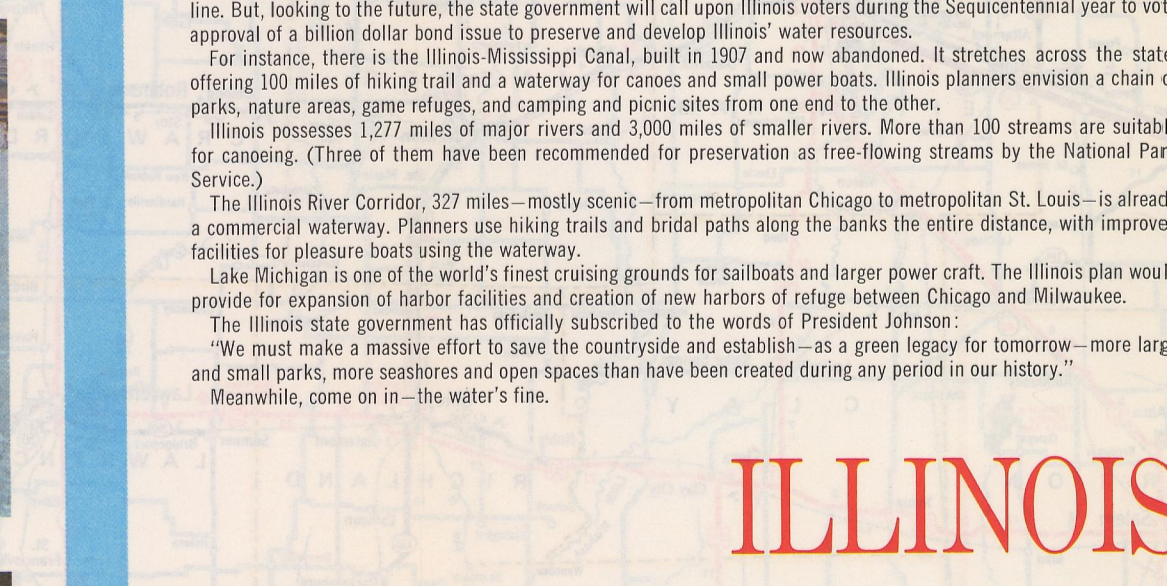 line. But, looking to the future, the state government will call upon Illinois voters during the Sequicentennial year to vot
approval of a billion dollar bond issue to preserve and develop Illinois' water resources.
For instance, there is the Illinois-Mississippi Canal, built in 1907 and now abandoned. It stretches across the state
offering 100 miles of hiking trail and a waterway for canoes and small power boats. Illinois planners envision a chain
parks, nature areas, game refuges, and camping and picnic sites from one end to the other.
Illinois possesses 1,277 miles of major rivers and 3,000 miles of smaller rivers. More than 100 streams are suitabl
for canoeing. (Three of them have been recommended for preservation as free-flowing streams by the National Par
Service.)
The Illinois River Corridor, 327 miles—mostly scenic—from metropolitan Chicago to metropolitan St. Louis—is alread
a commercial waterway. Planners use hiking trails and bridal paths along the banks the entire distance, with improve
facilities for pleasure boats using the waterway.
Lake Michigan is one of the world's finest cruising grounds for sailboats and larger power craft. The Illinois plan woul
provide for expansion of harbor facilities and creation of new harbors of refuge between Chicago and Milwaukee.
The Illinois state government has officially subscribed to the words of President Johnson:
"We must make a massive effort to save the countryside and establish—as a green legacy for tomorrow—more larg
and small parks, more seashores and open spaces than have been created during any period in our history."
Meanwhile, come on in—the water's fine.
ILLINOIS